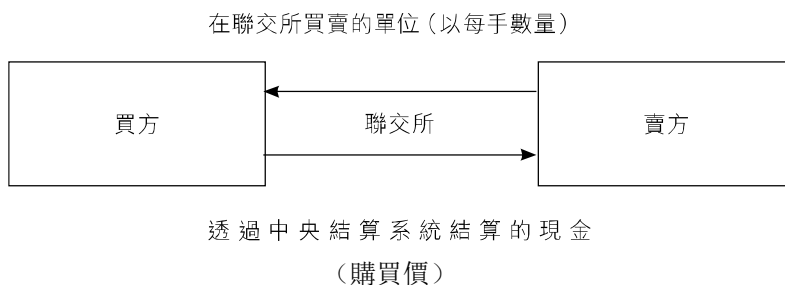 在聯交所買賣的單位（以每手數量）
買方
聯交所
賣方
透過中央結算系統結算的現金
（購買價）